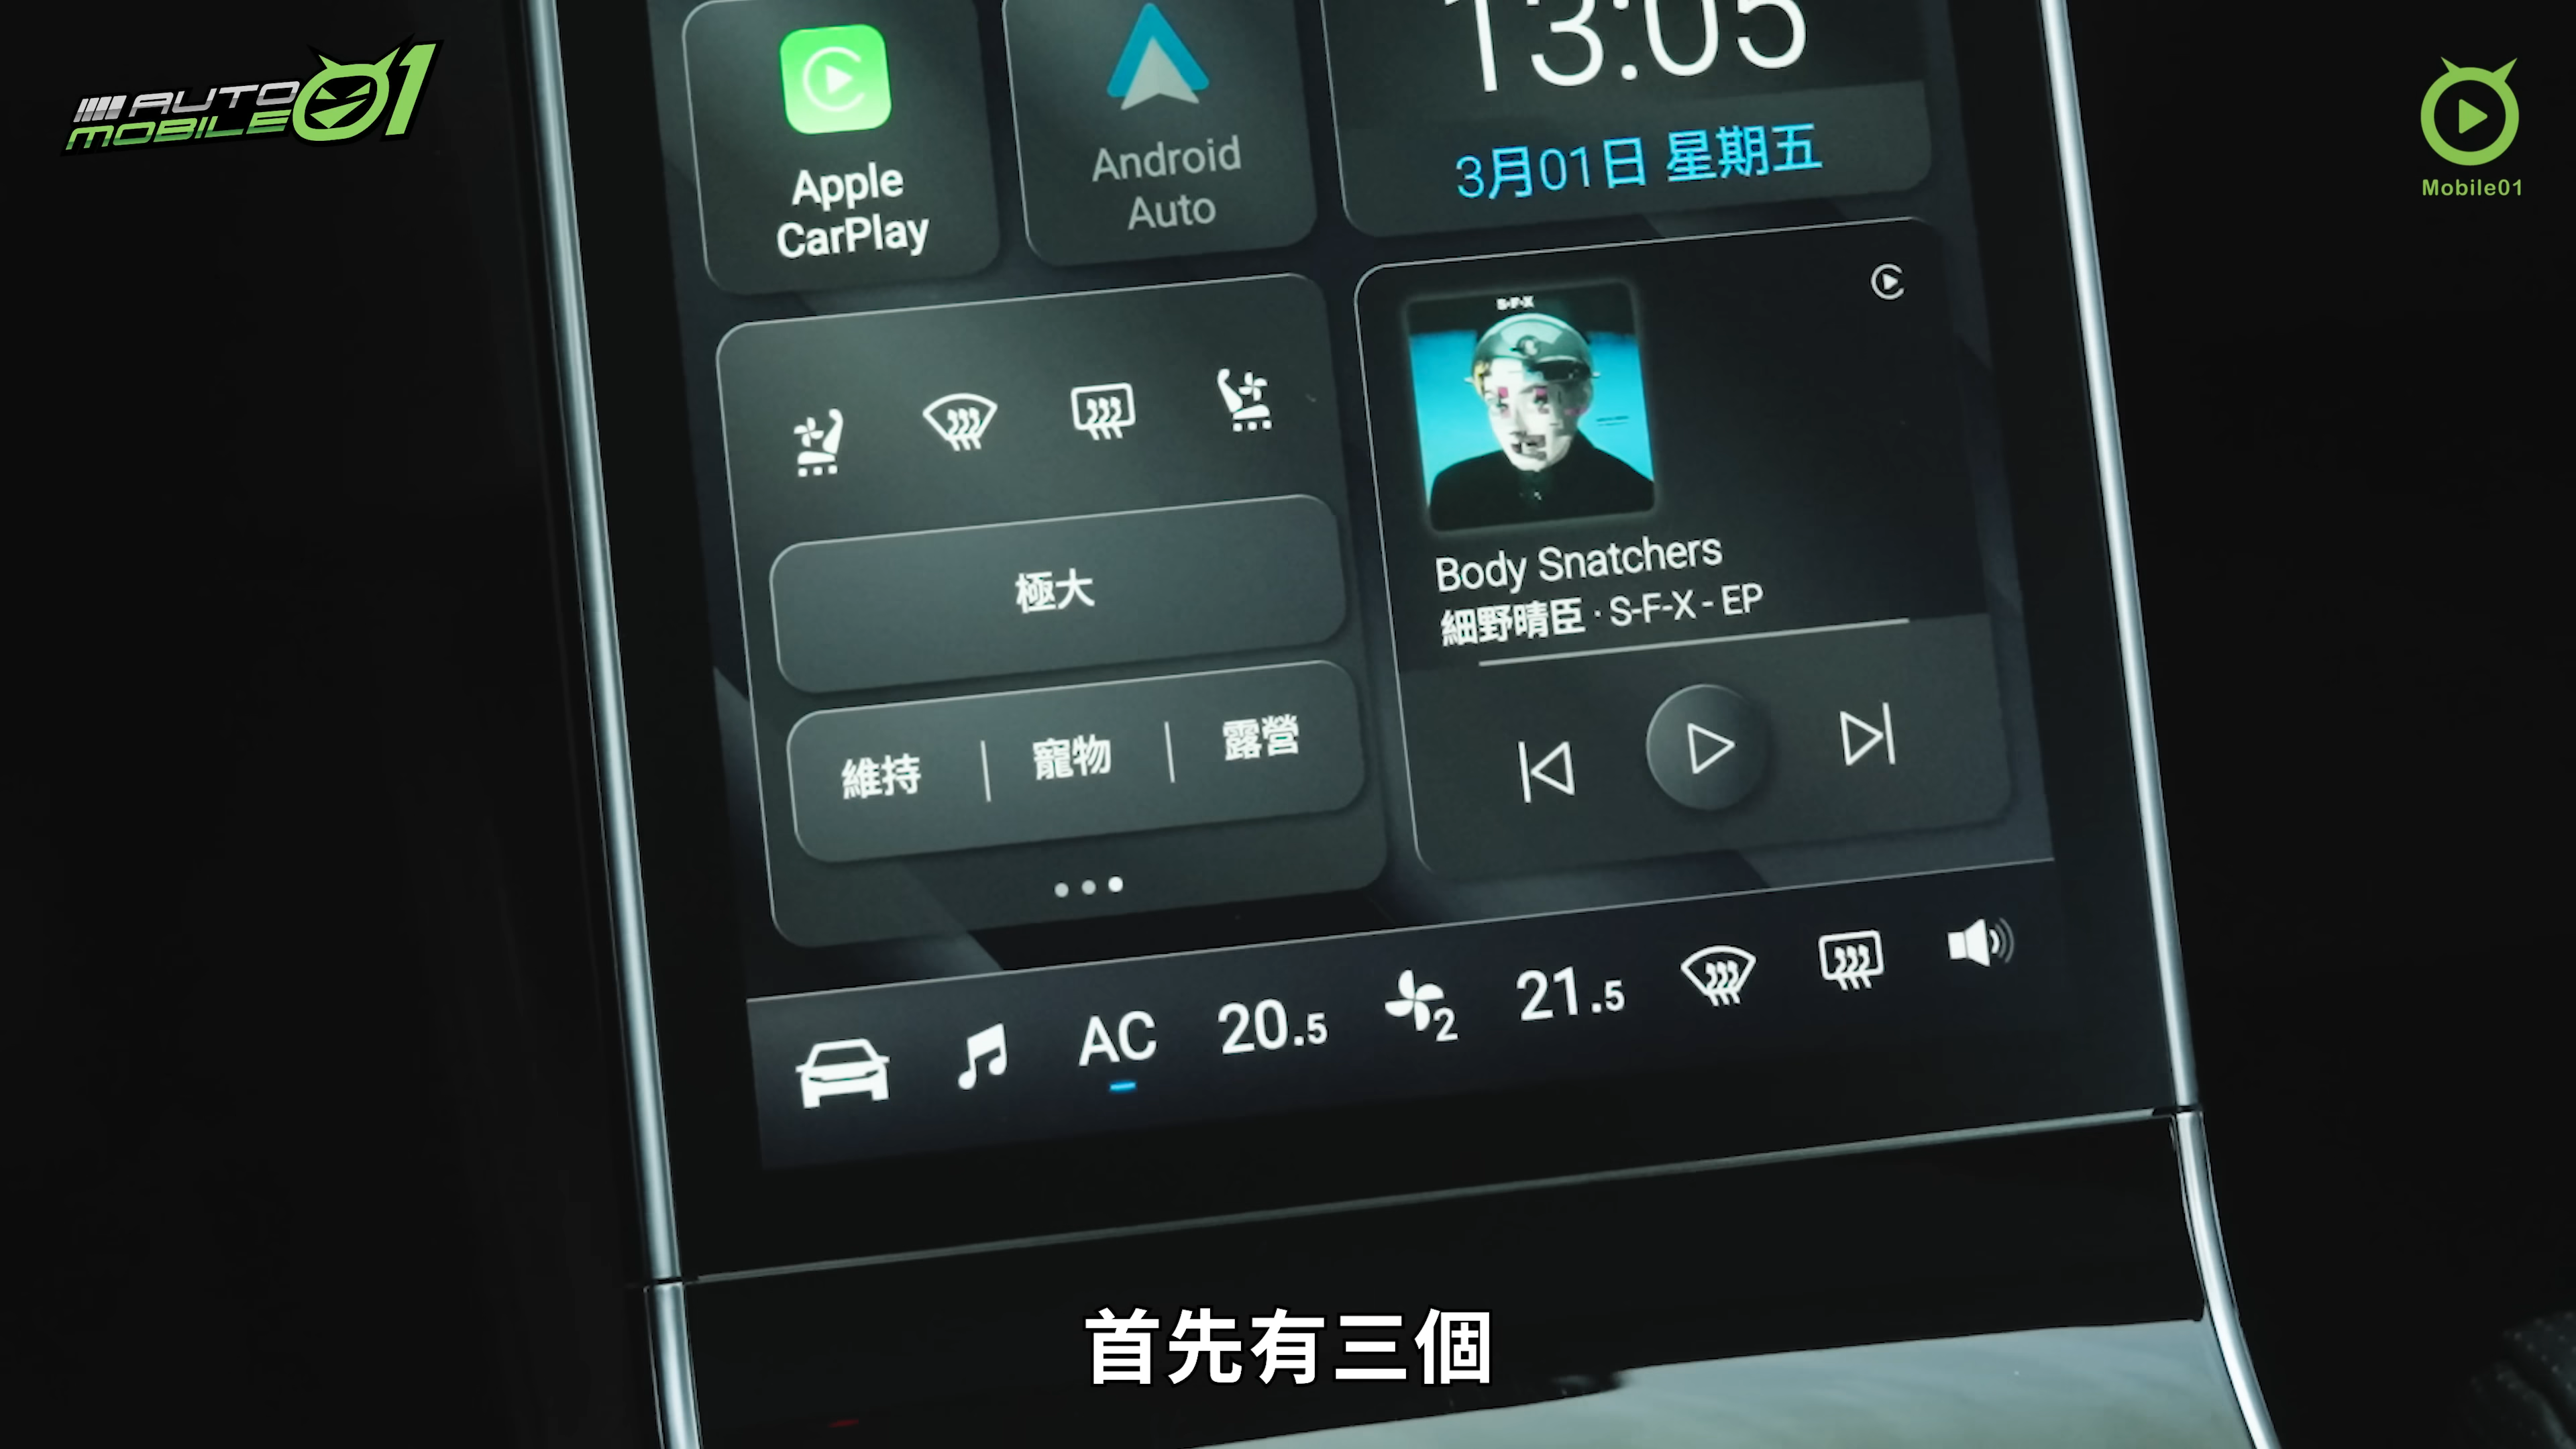 AUTO
MOBILE01
Mobile01
13:05
3月01日 星期五
Apple
CarPlay
Android
Auto
S-F-X
極大
維持 | 寵物 | 露營
Body Snatchers
細野晴臣 · S-F-X - EP
AC 20.5 2 21.5
首先有三個